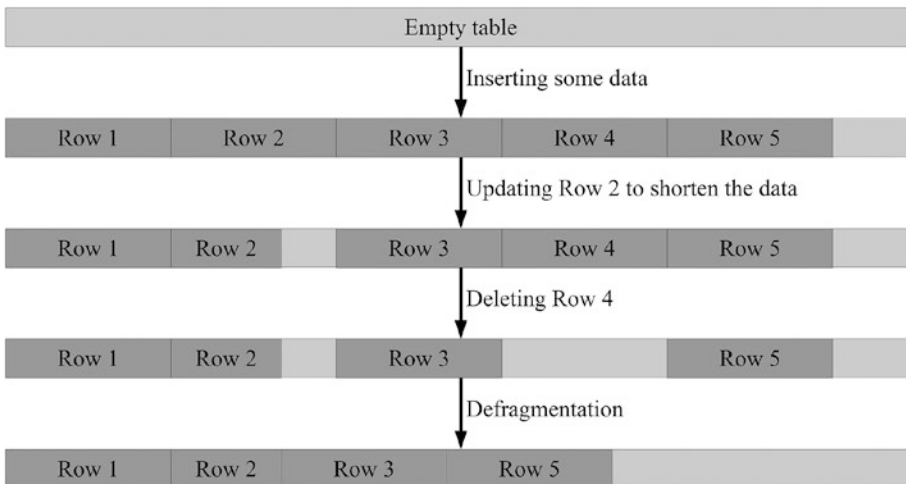 Empty table
Inserting some data
Row 1 Row 2 Row 3 Row 4 Row 5
Updating Row 2 to shorten the data
Row 1 Row 2 Row 3 Row 4 Row 5
Deleting Row 4
Row 1 Row 2 Row 3 Row 5
Defragmentation
Row 1 Row 2 Row 3 Row 5